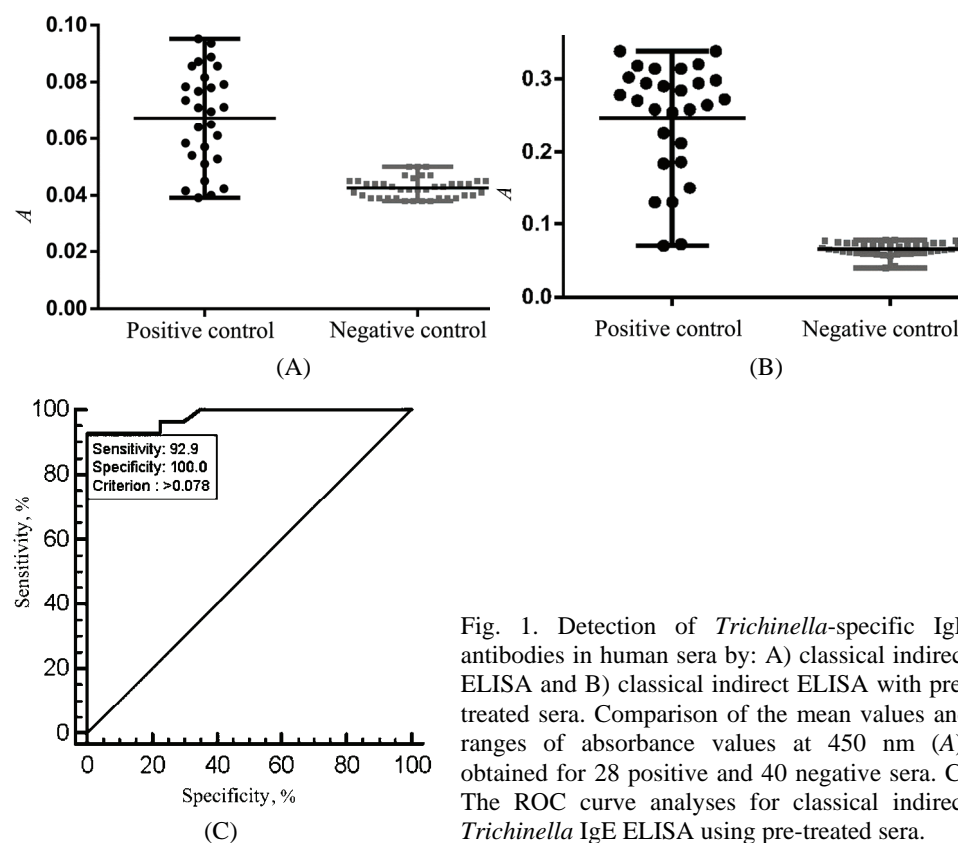 0.10
0.08
0.06
0.04
0.02
0.00
A
Positive control
Negative control
(A)
0.3
0.2
0.1
0.0
A
Positive control
Negative control
(B)
100
80
60
40
20
0
Sensitivity, %
Sensitivity: 92.9
Specificity: 100.0
Criterion : >0.078
0 20 40 60 80 100
Specificity, %
(C)
Fig. 1. Detection of Trichinella-specific IgE
antibodies in human sera by: A) classical indirect
ELISA and B) classical indirect ELISA with pre-
treated sera. Comparison of the mean values and
ranges of absorbance values at 450 nm (A)
obtained for 28 positive and 40 negative sera. C
The ROC curve analyses for classical indirect
Trichinella IgE ELISA using pre-treated sera.